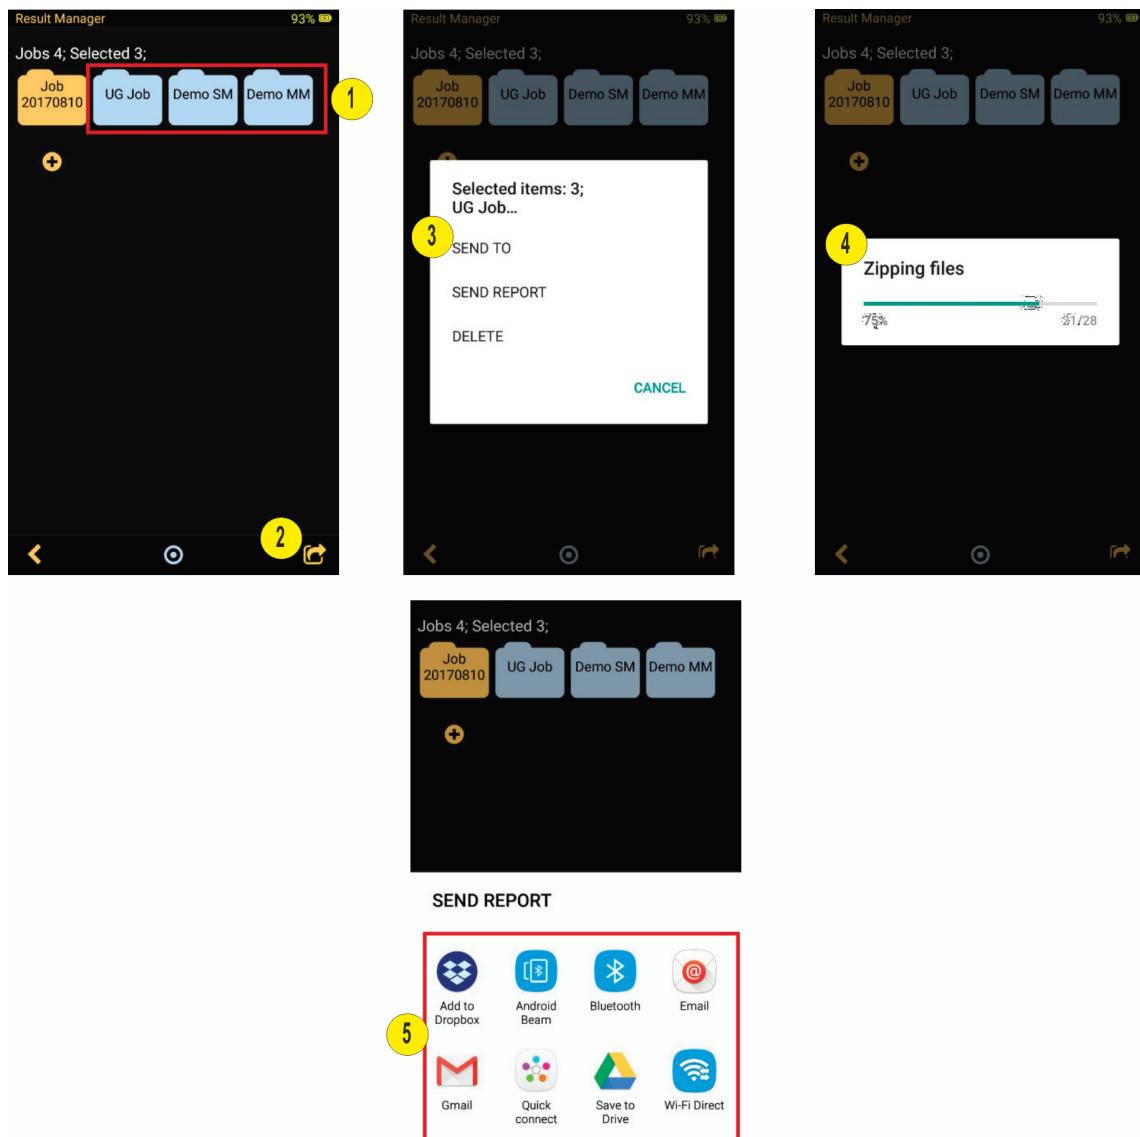 Result Manager 93%
Jobs 4; Selected 3;
Job
20170810
UG Job
Demo SM
Demo MM
1
2
Result Manager 93%
Jobs 4; Selected 3;
Job
20170810
UG Job
Demo SM
Demo MM
Selected items: 3;
UG Job...
3
SEND TO
SEND REPORT
DELETE
CANCEL
Result Manager 93%
Jobs 4; Selected 3;
Job
20170810
UG Job
Demo SM
Demo MM
4
Zipping files
75% 21/28
Jobs 4; Selected 3;
Job
20170810
UG Job
Demo SM
Demo MM
SEND REPORT
5
Add to
Dropbox
Android
Beam
Bluetooth
Email
Gmail
Quick
connect
Save to
Drive
Wi-Fi Direct